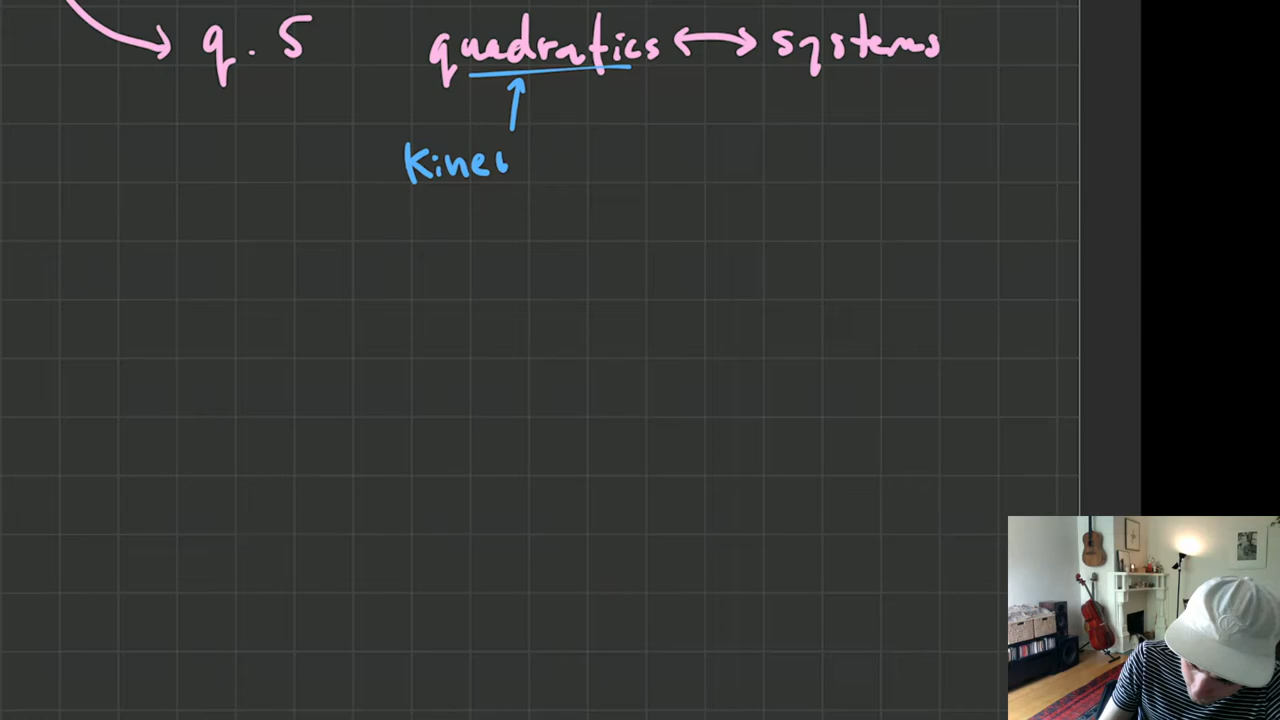 q. 5 quadratics ↔ systems
Kine